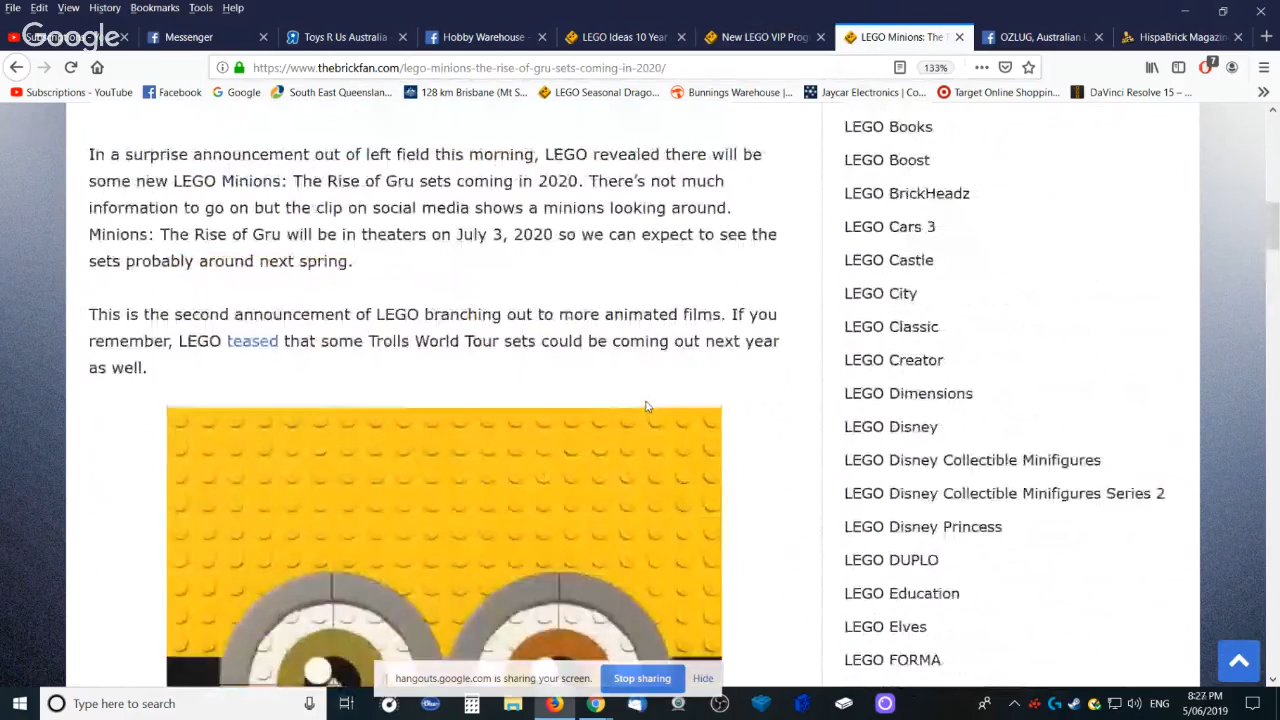 File Edit View History Bookmarks Tools Help
Google
Messenger
Toys R Us Australia
Hobby Warehouse
LEGO Ideas 10 Year
New LEGO VIP Prog
LEGO Minions: The R
OZLUG, Australian L
HispaBrick Magazin
https://www.thebrickfan.com/lego-minions-the-rise-of-gru-sets-coming-in-2020/
133%
7
Subscriptions - YouTube
Facebook
Google
South East Queenslan...
128 km Brisbane (Mt S...
LEGO Seasonal Drago...
Bunnings Warehouse |...
Jaycar Electronics | Co...
Target Online Shoppin...
DaVinci Resolve 15 – ...
In a surprise announcement out of left field this morning, LEGO revealed there will be
some new LEGO Minions: The Rise of Gru sets coming in 2020. There’s not much
information to go on but the clip on social media shows a minions looking around.
Minions: The Rise of Gru will be in theaters on July 3, 2020 so we can expect to see the
sets probably around next spring.
This is the second announcement of LEGO branching out to more animated films. If you
remember, LEGO teased that some Trolls World Tour sets could be coming out next year
as well.
LEGO Books
LEGO Boost
LEGO BrickHeadz
LEGO Cars 3
LEGO Castle
LEGO City
LEGO Classic
LEGO Creator
LEGO Dimensions
LEGO Disney
LEGO Disney Collectible Minifigures
LEGO Disney Collectible Minifigures Series 2
LEGO Disney Princess
LEGO DUPLO
LEGO Education
LEGO Elves
LEGO FORMA
hangouts.google.com is sharing your screen.
Stop sharing
Hide
Type here to search
ENG
8:27 PM
5/06/2019